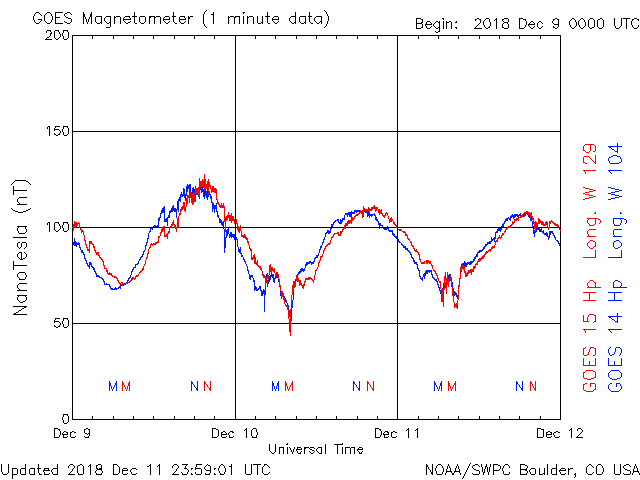 GOES Magnetometer (1 minute data)
Begin: 2018 Dec 9 0000 UTC
200
150
100
50
0
NanoTesla (nT)
M M N N M M N N M M N N
Dec 9 Dec 10 Dec 11 Dec 12
Universal Time
GOES 15 Hp Long. W 129
GOES 14 Hp Long. W 104
Updated 2018 Dec 11 23:59:01 UTC
NOAA/SWPC Boulder, CO USA